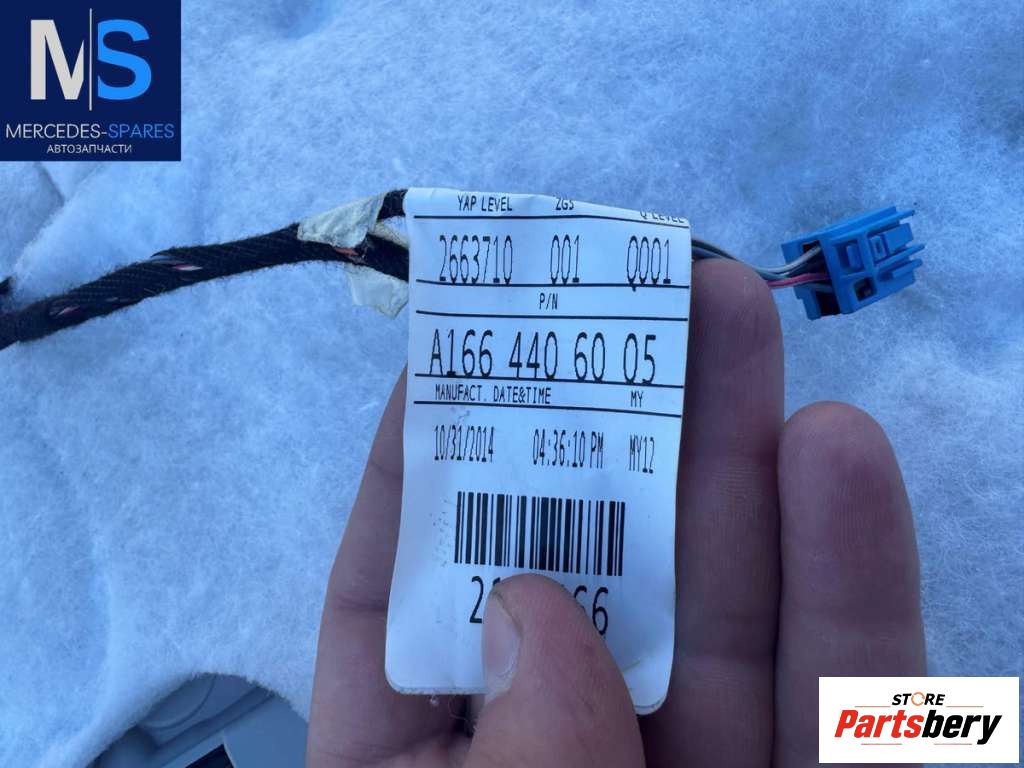 MS
MERCEDES-SPARES
АВТОЗАПЧАСТИ
YAP LEVEL ZGS Q LEVEL
2663710 001 Q001
P/N
A166 440 60 05
MANUFACT. DATE&TIME MY
10/31/2014 04:36:10 PM MY12
STORE
Partsbery